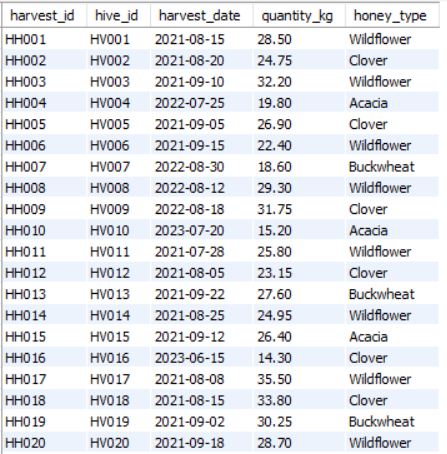 harvest_id hive_id harvest_date quantity_kg honey_type
HH001 HV001 2021-08-15 28.50 Wildflower
HH002 HV002 2021-08-20 24.75 Clover
HH003 HV003 2021-09-10 32.20 Wildflower
HH004 HV004 2022-07-25 19.80 Acacia
HH005 HV005 2021-09-05 26.90 Clover
HH006 HV006 2021-09-15 22.40 Wildflower
HH007 HV007 2022-08-30 18.60 Buckwheat
HH008 HV008 2022-08-12 29.30 Wildflower
HH009 HV009 2022-08-18 31.75 Clover
HH010 HV010 2023-07-20 15.20 Acacia
HH011 HV011 2021-07-28 25.80 Wildflower
HH012 HV012 2021-08-05 23.15 Clover
HH013 HV013 2021-09-22 27.60 Buckwheat
HH014 HV014 2021-08-25 24.95 Wildflower
HH015 HV015 2021-09-12 26.40 Acacia
HH016 HV016 2023-06-15 14.30 Clover
HH017 HV017 2021-08-08 35.50 Wildflower
HH018 HV018 2021-08-15 33.80 Clover
HH019 HV019 2021-09-02 30.25 Buckwheat
HH020 HV020 2021-09-18 28.70 Wildflower